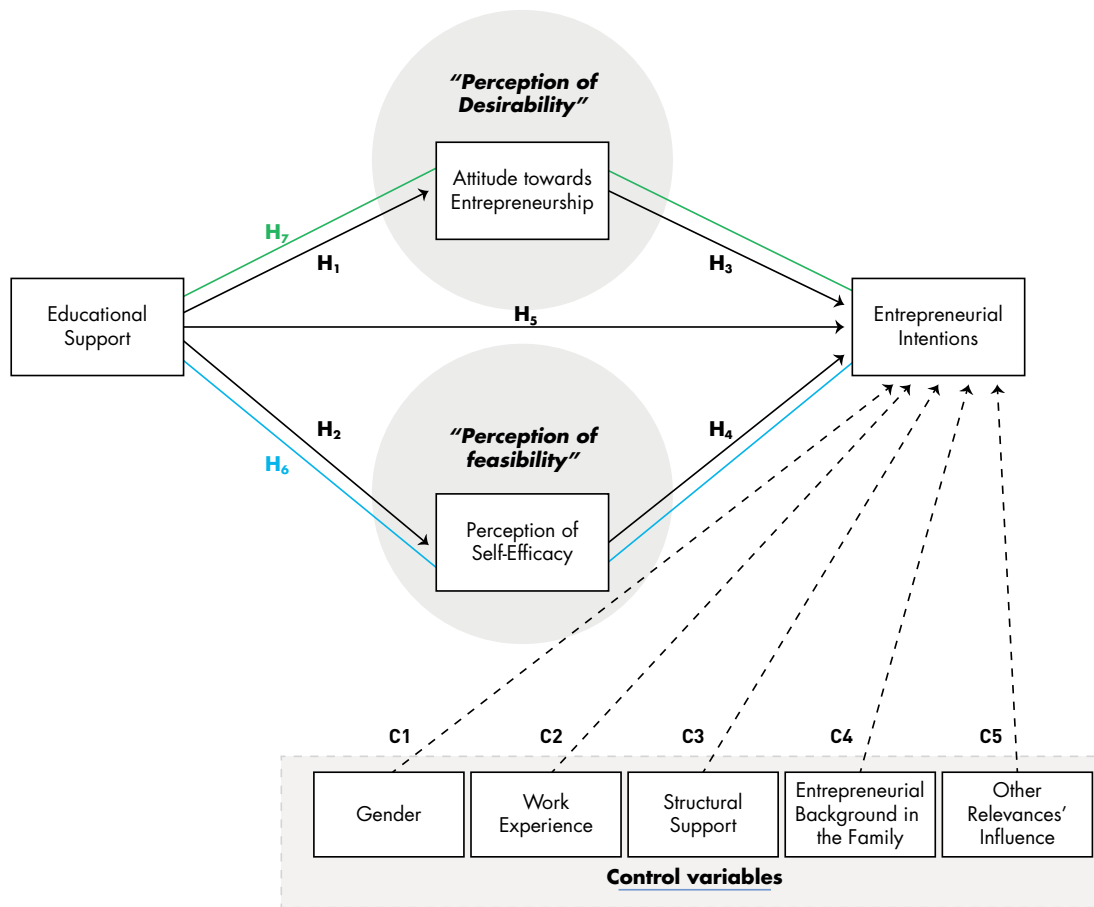 “Perception of
Desirability”
Attitude towards
Entrepreneurship
H₇
H₁
H₃
Educational
Support
H₅
Entrepreneurial
Intentions
H₂
H₆
“Perception of
feasibility”
H₄
Perception of
Self-Efficacy
C1
C2
C3
C4
C5
Gender
Work
Experience
Structural
Support
Entrepreneurial
Background in
the Family
Other
Relevances’
Influence
Control variables